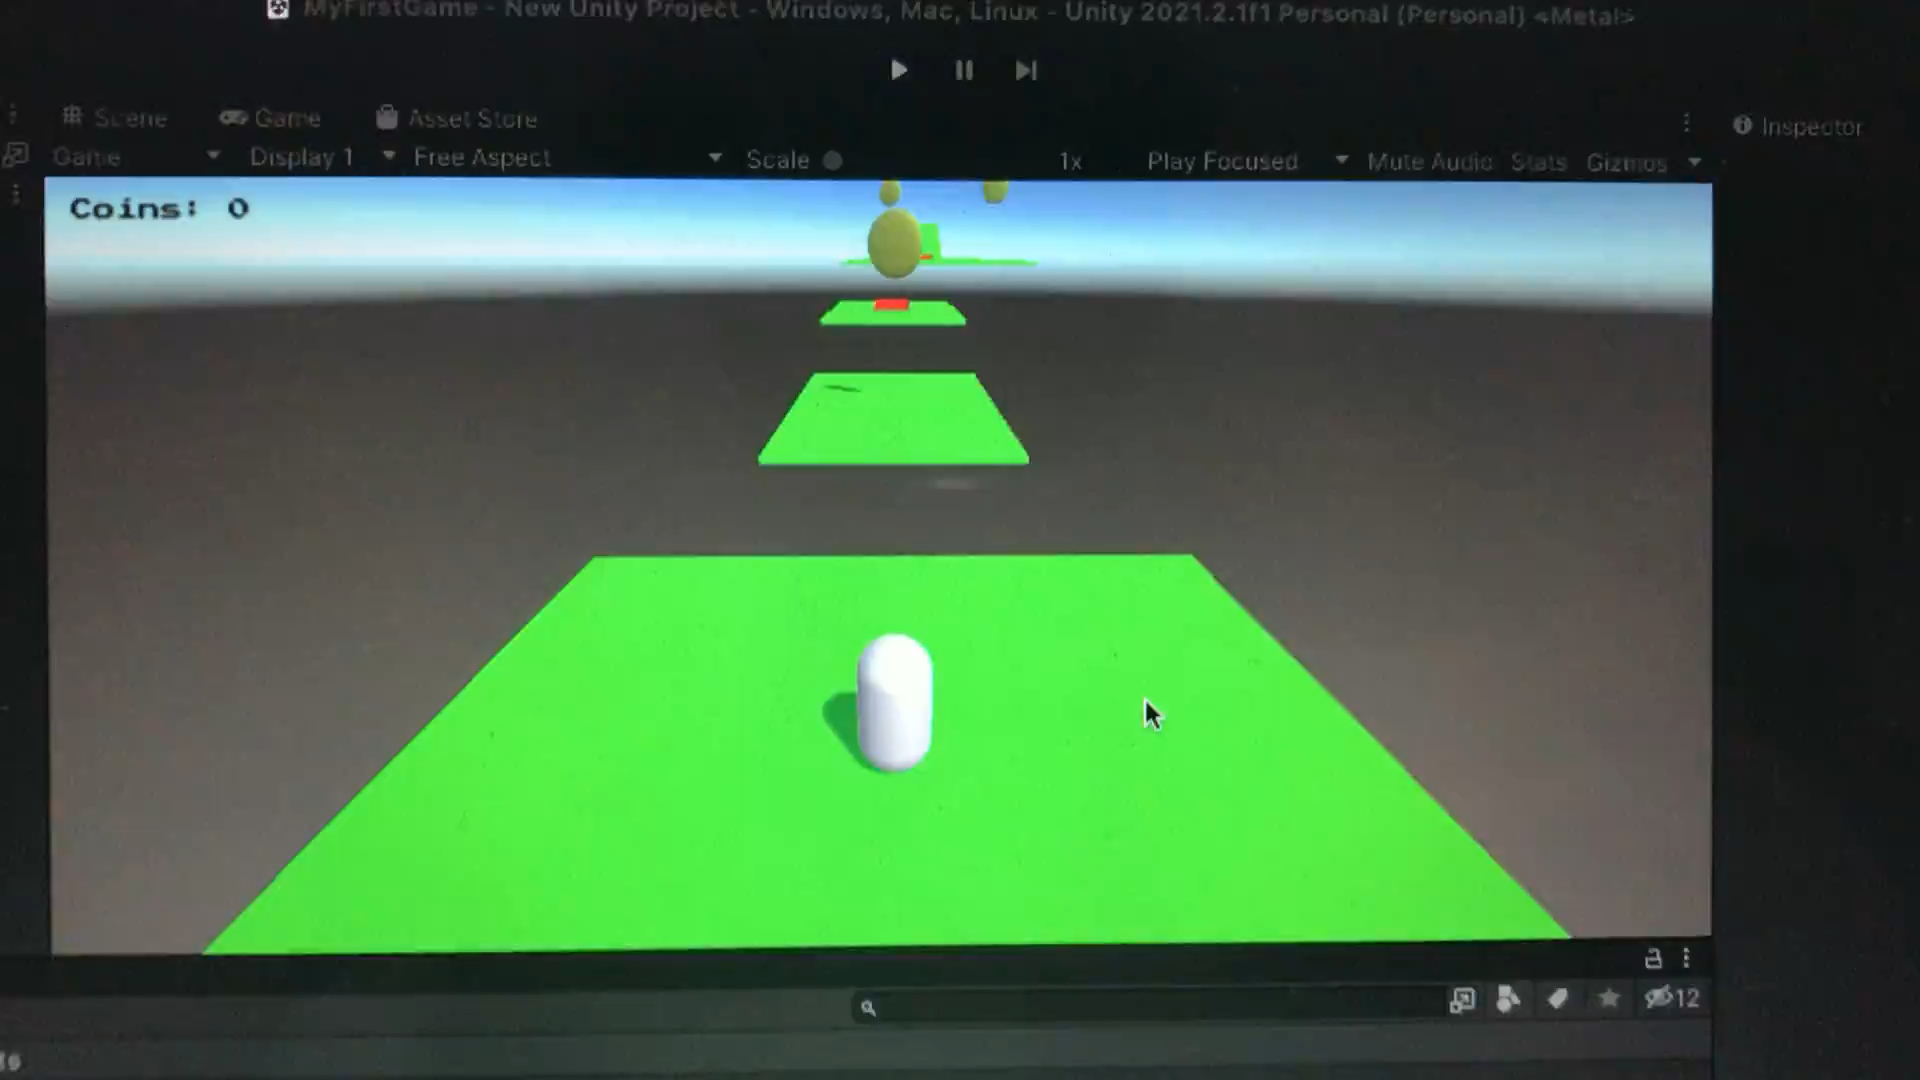 MyFirstGame - New Unity Project - Windows, Mac, Linux - Unity 2021.2.1f1 Personal (Personal) <Metal>
Scene Game Asset Store
Inspector
Game Display 1 Free Aspect Scale 1x Play Focused Mute Audio Stats Gizmos
Coins: 0
12